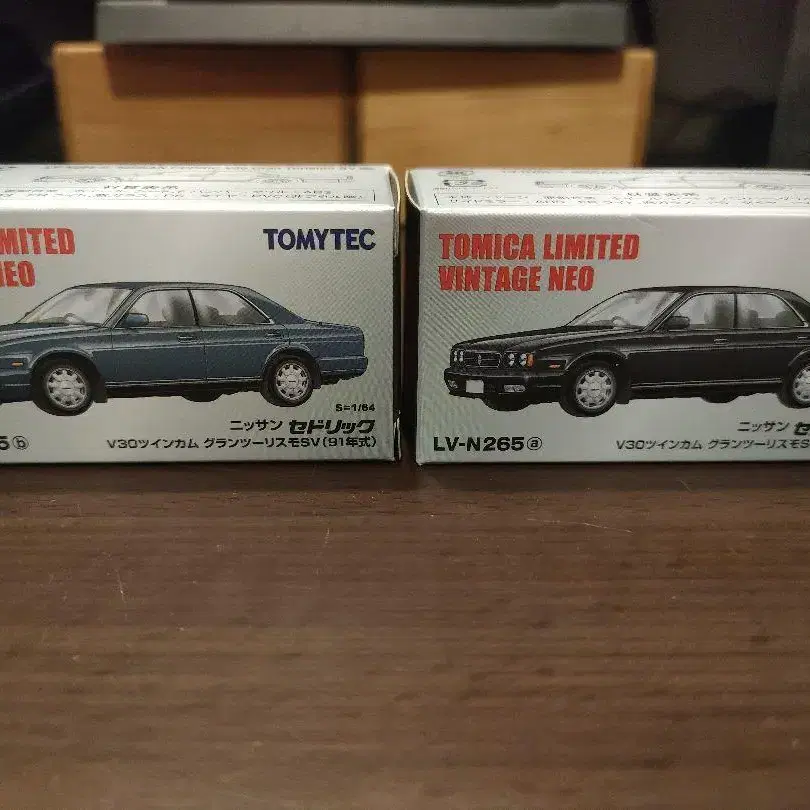 IMITED
NEO
TOMYTEC
S=1/64
ニッサン セドリック
V30ツインカム グランツーリスモSV(91年式)
5ⓑ
TOMICA LIMITED
VINTAGE NEO
ニッサン セ
V30ツインカム グランツーリスモS
LV-N265ⓐ